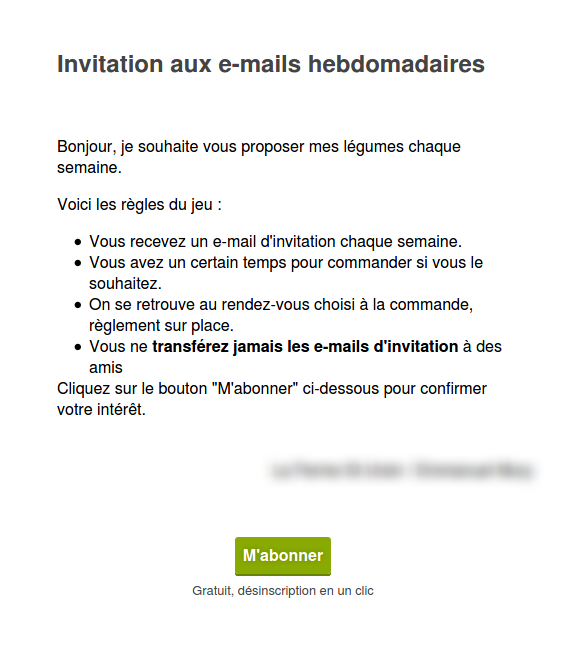 Invitation aux e-mails hebdomadaires
Bonjour, je souhaite vous proposer mes légumes chaque
semaine.
Voici les règles du jeu :
• Vous recevez un e-mail d'invitation chaque semaine.
• Vous avez un certain temps pour commander si vous le
souhaitez.
• On se retrouve au rendez-vous choisi à la commande,
règlement sur place.
• Vous ne transférez jamais les e-mails d'invitation à des
amis
Cliquez sur le bouton "M'abonner" ci-dessous pour confirmer
votre intérêt.
M'abonner
Gratuit, désinscription en un clic